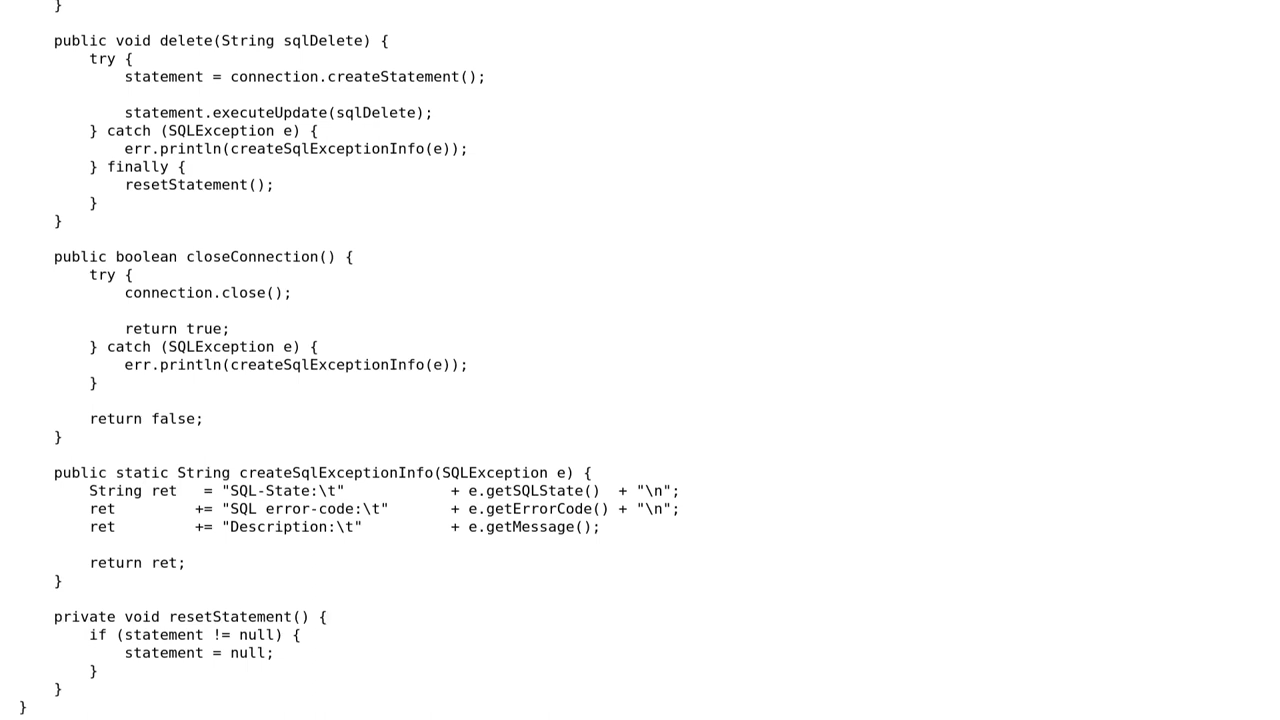 }

    public void delete(String sqlDelete) {
        try {
            statement = connection.createStatement();

            statement.executeUpdate(sqlDelete);
        } catch (SQLException e) {
            err.println(createSqlExceptionInfo(e));
        } finally {
            resetStatement();
        }
    }

    public boolean closeConnection() {
        try {
            connection.close();

            return true;
        } catch (SQLException e) {
            err.println(createSqlExceptionInfo(e));
        }

        return false;
    }

    public static String createSqlExceptionInfo(SQLException e) {
        String ret   = "SQL-State:\t"            + e.getSQLState()  + "\n";
        ret         += "SQL error-code:\t"       + e.getErrorCode() + "\n";
        ret         += "Description:\t"          + e.getMessage();

        return ret;
    }

    private void resetStatement() {
        if (statement != null) {
            statement = null;
        }
    }
}